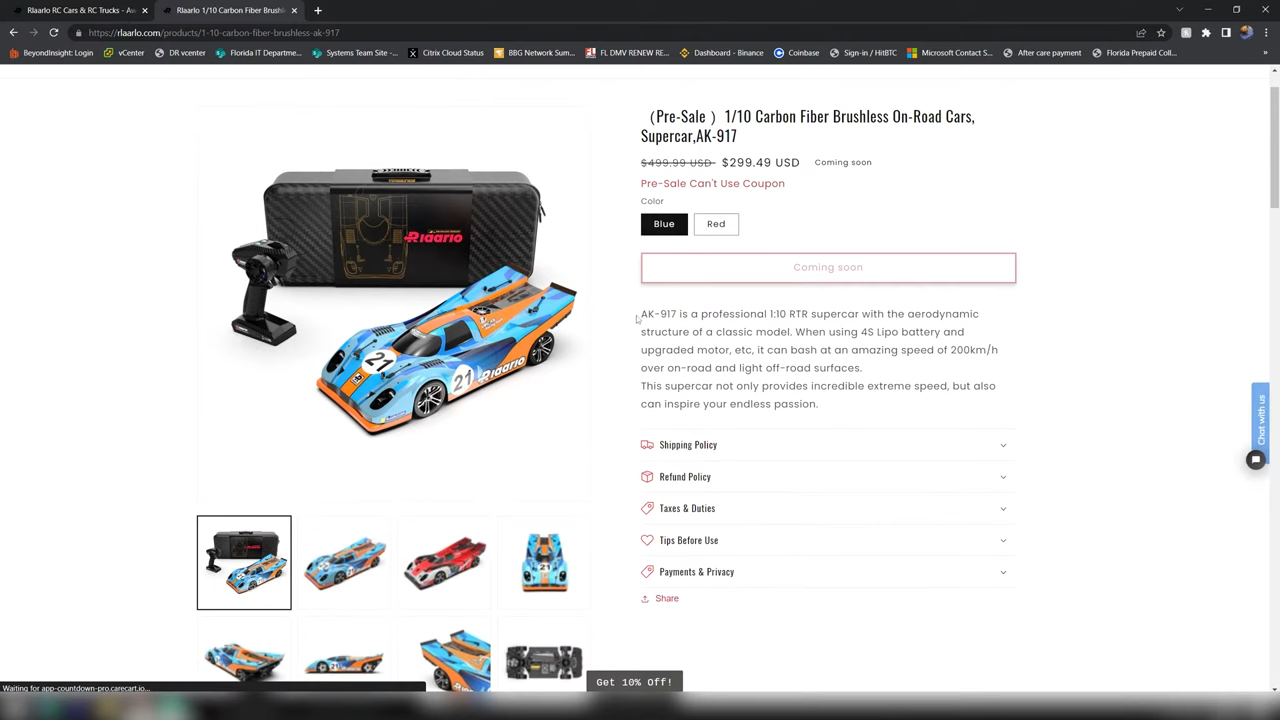 Rlaarlo RC Cars & RC Trucks - Aw
Rlaarlo 1/10 Carbon Fiber Brushl
https://rlaarlo.com/products/1-10-carbon-fiber-brushless-ak-917
BeyondInsight: Login
vCenter
DR vcenter
Florida IT Departme...
Systems Team Site -...
Citrix Cloud Status
BBG Network Sum...
FL DMV RENEW RE...
Dashboard - Binance
Coinbase
Sign-in / HitBTC
Microsoft Contact S...
After care payment
Florida Prepaid Coll...
»
（Pre-Sale ）1/10 Carbon Fiber Brushless On-Road Cars,
Supercar,AK-917
$499.99 USD $299.49 USD Coming soon
Pre-Sale Can't Use Coupon
Color
Blue Red
Coming soon
AK-917 is a professional 1:10 RTR supercar with the aerodynamic
structure of a classic model. When using 4S Lipo battery and
upgraded motor, etc, it can bash at an amazing speed of 200km/h
over on-road and light off-road surfaces.
This supercar not only provides incredible extreme speed, but also
can inspire your endless passion.
Shipping Policy
Refund Policy
Taxes & Duties
Tips Before Use
Payments & Privacy
Share
Chat with us
Rlaarlo
21
21
Rlaarlo
21
21
Get 10% Off!
Waiting for app-countdown-pro.carecart.io...